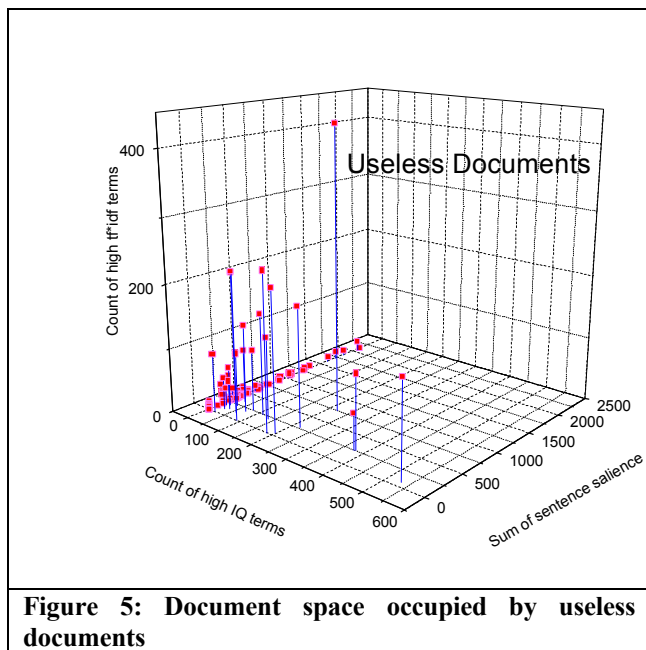 Useless Documents
Count of high tf*idf terms
400
200
0
0
100
200
300
400
500
600
Count of high IQ terms
0
500
1000
1500
2000
2500
Sum of sentence salience
Figure 5: Document space occupied by useless
documents